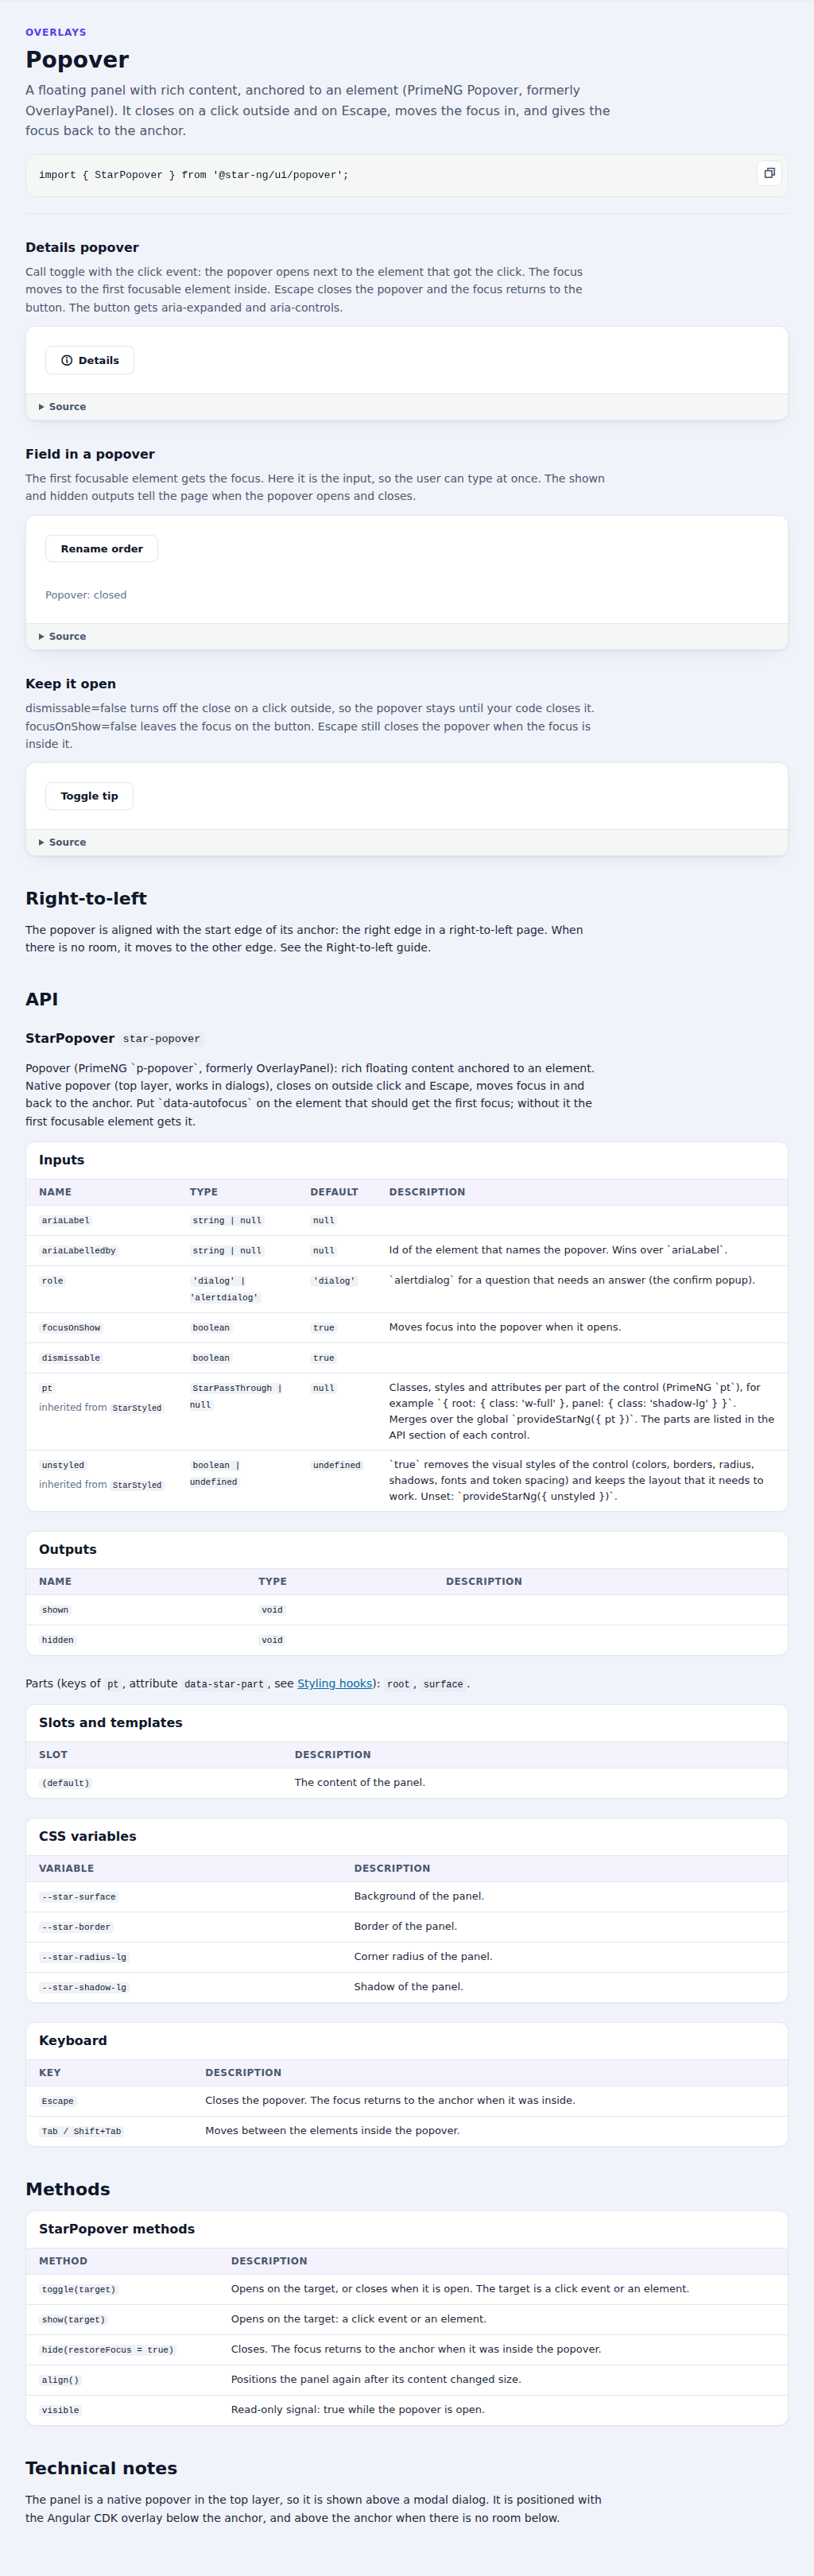 OVERLAYS
Popover
A floating panel with rich content, anchored to an element (PrimeNG Popover, formerly
OverlayPanel). It closes on a click outside and on Escape, moves the focus in, and gives the
focus back to the anchor.
import { StarPopover } from '@star-ng/ui/popover';
Details popover
Call toggle with the click event: the popover opens next to the element that got the click. The focus
moves to the first focusable element inside. Escape closes the popover and the focus returns to the
button. The button gets aria-expanded and aria-controls.
Details
Source
Field in a popover
The first focusable element gets the focus. Here it is the input, so the user can type at once. The shown
and hidden outputs tell the page when the popover opens and closes.
Rename order
Popover: closed
Source
Keep it open
dismissable=false turns off the close on a click outside, so the popover stays until your code closes it.
focusOnShow=false leaves the focus on the button. Escape still closes the popover when the focus is
inside it.
Toggle tip
Source
Right-to-left
The popover is aligned with the start edge of its anchor: the right edge in a right-to-left page. When
there is no room, it moves to the other edge. See the Right-to-left guide.
API
StarPopover star-popover
Popover (PrimeNG `p-popover`, formerly OverlayPanel): rich floating content anchored to an element.
Native popover (top layer, works in dialogs), closes on outside click and Escape, moves focus in and
back to the anchor. Put `data-autofocus` on the element that should get the first focus; without it the
first focusable element gets it.
Inputs
NAME TYPE DEFAULT DESCRIPTION
ariaLabel string | null null
ariaLabelledby string | null null Id of the element that names the popover. Wins over `ariaLabel`.
role 'dialog' | 'dialog' `alertdialog` for a question that needs an answer (the confirm popup).
'alertdialog'
focusOnShow boolean true Moves focus into the popover when it opens.
dismissable boolean true
pt StarPassThrough | null Classes, styles and attributes per part of the control (PrimeNG `pt`), for
null example `{ root: { class: 'w-full' }, panel: { class: 'shadow-lg' } }`.
inherited from StarStyled Merges over the global `provideStarNg({ pt })`. The parts are listed in the
API section of each control.
unstyled boolean | undefined `true` removes the visual styles of the control (colors, borders, radius,
undefined shadows, fonts and token spacing) and keeps the layout that it needs to
inherited from StarStyled work. Unset: `provideStarNg({ unstyled })`.
Outputs
NAME TYPE DESCRIPTION
shown void
hidden void
Parts (keys of pt, attribute data-star-part, see Styling hooks): root, surface.
Slots and templates
SLOT DESCRIPTION
(default) The content of the panel.
CSS variables
VARIABLE DESCRIPTION
--star-surface Background of the panel.
--star-border Border of the panel.
--star-radius-lg Corner radius of the panel.
--star-shadow-lg Shadow of the panel.
Keyboard
KEY DESCRIPTION
Escape Closes the popover. The focus returns to the anchor when it was inside.
Tab / Shift+Tab Moves between the elements inside the popover.
Methods
StarPopover methods
METHOD DESCRIPTION
toggle(target) Opens on the target, or closes when it is open. The target is a click event or an element.
show(target) Opens on the target: a click event or an element.
hide(restoreFocus = true) Closes. The focus returns to the anchor when it was inside the popover.
align() Positions the panel again after its content changed size.
visible Read-only signal: true while the popover is open.
Technical notes
The panel is a native popover in the top layer, so it is shown above a modal dialog. It is positioned with
the Angular CDK overlay below the anchor, and above the anchor when there is no room below.